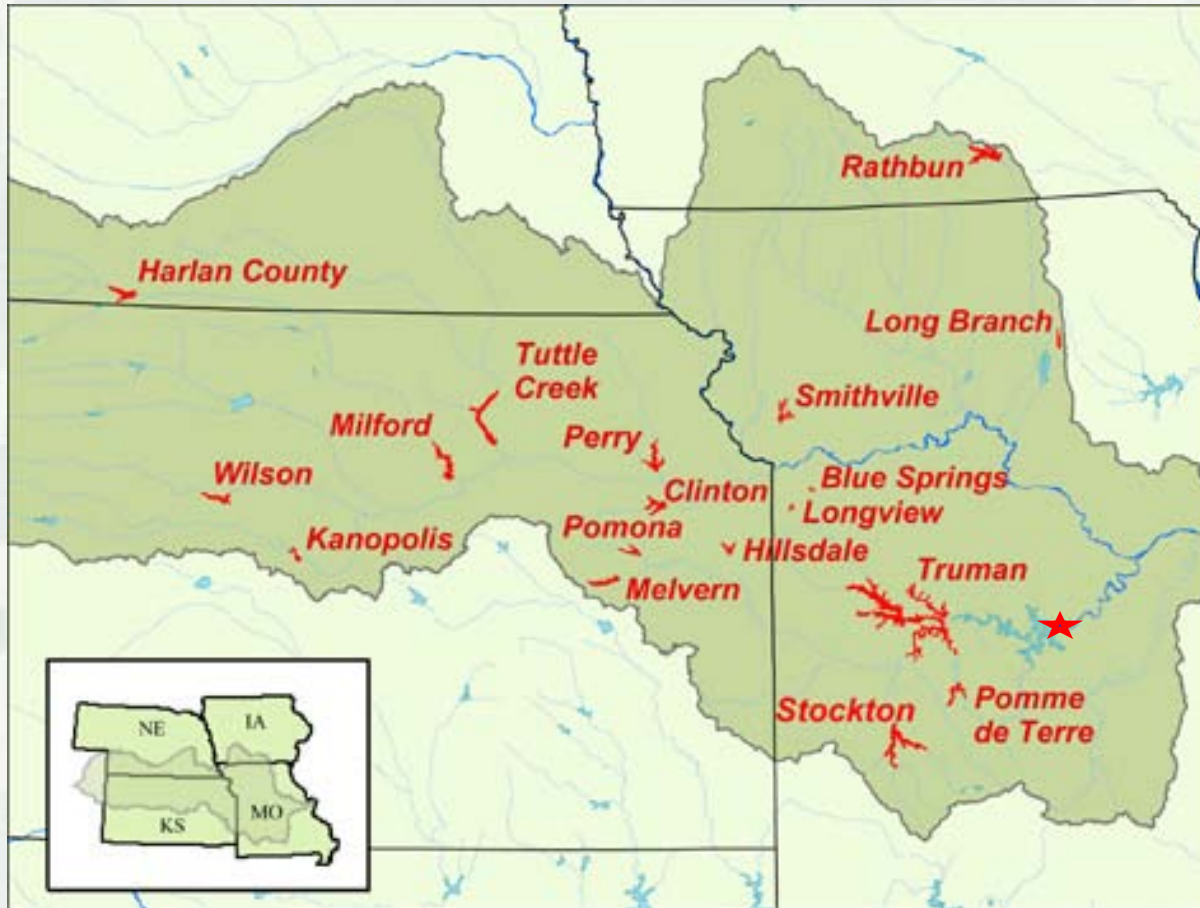 Rathbun
Harlan County
Long Branch
Tuttle
Creek
Smithville
Milford
Perry
Wilson
Blue Springs
Clinton
Longview
Pomona
Kanopolis
Hillsdale
Truman
Melvern
Pomme
de Terre
Stockton
NE
IA
KS
MO